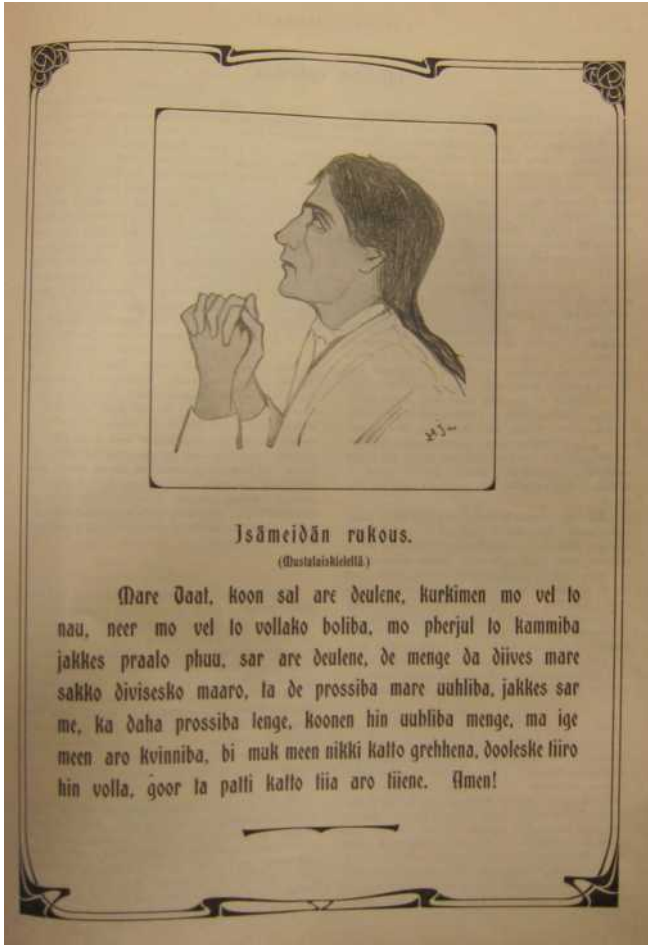 Isämeidän rukous.
(Mustalaiskielellä.)
Mare Daat, koon sal are deulene, kurkimen mo vel to
nau, neer mo vel to vollako boliba, mo pherjul to kammiba
jakkes praalo phuu, sar are deulene, de menge da diives mare
sakko divisesko maaro, ta de prossiba mare uuhliba, jakkes sar
me, ka daha prossiba lenge, koonen hin uuhliba menge, ma ige
meen aro kvinniba, bi muk meen nikki katto grehhena, dooleske tiiro
hin volla, goor ta patti katto tiia aro tiiene. Amen!